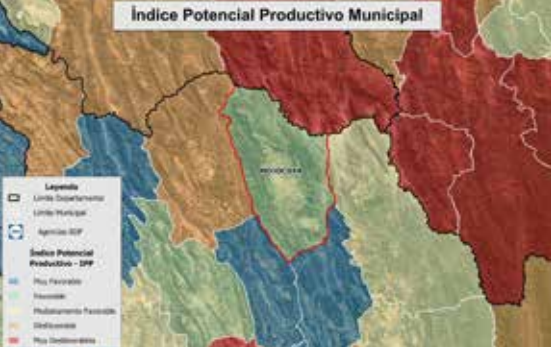 Índice Potencial Productivo Municipal
Leyenda
Límite Departamento
Límite Municipal
Agencias BDP
Índice Potencial
Productivo - IPP
Muy Favorable
Favorable
Medianamente Favorable
Desfavorable
Muy Desfavorable